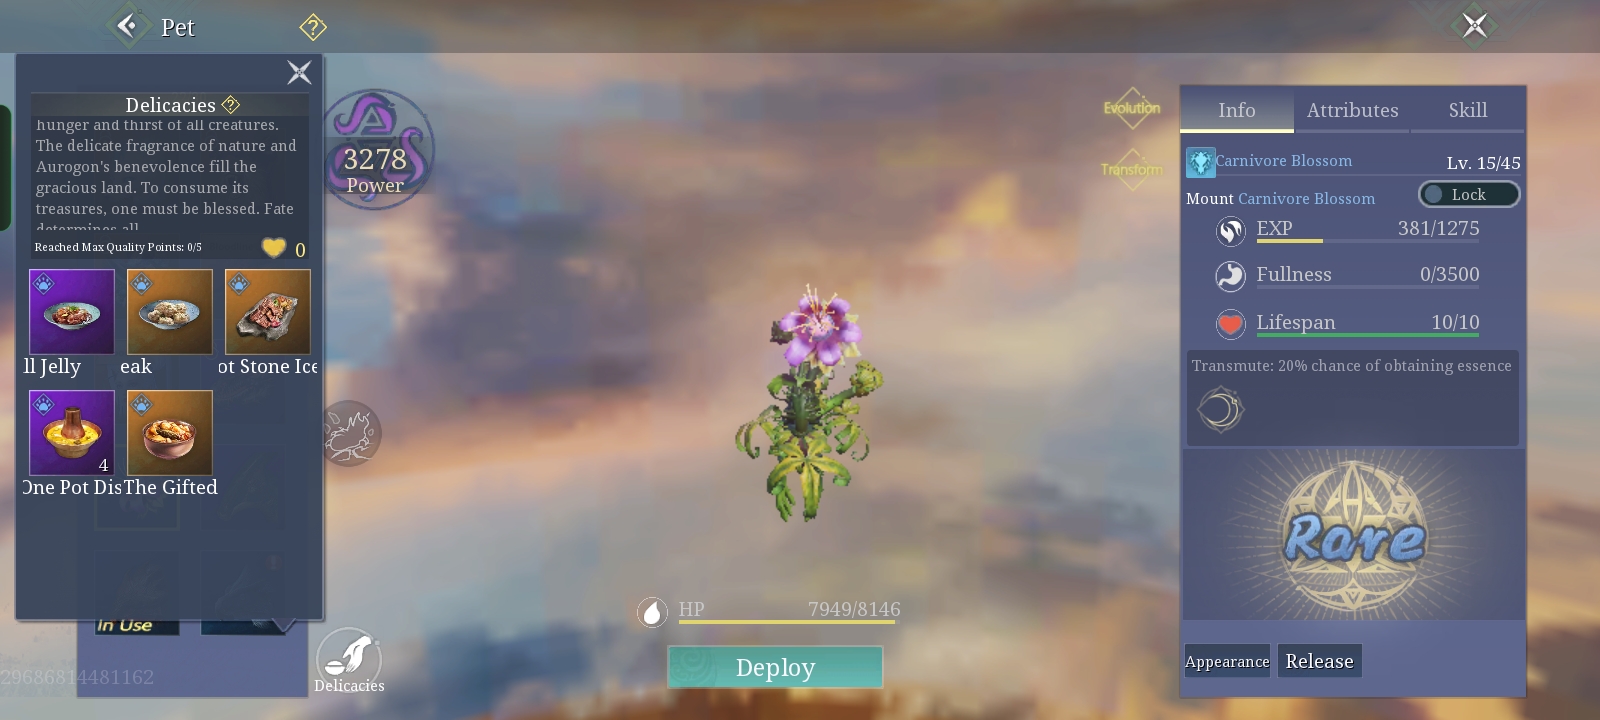 Pet
Delicacies
hunger and thirst of all creatures.
The delicate fragrance of nature and
Aurogon's benevolence fill the
gracious land. To consume its
treasures, one must be blessed. Fate
determines all
Reached Max Quality Points: 0/5
0
ll Jelly
eak
ot Stone Ice
4
One Pot Dis
The Gifted
In Use
29686814481162
3278
Power
Delicacies
Evolution
Transform
HP 7949/8146
Deploy
Info Attributes Skill
Carnivore Blossom Lv. 15/45
Mount Carnivore Blossom Lock
EXP 381/1275
Fullness 0/3500
Lifespan 10/10
Transmute: 20% chance of obtaining essence
Rare
Appearance Release